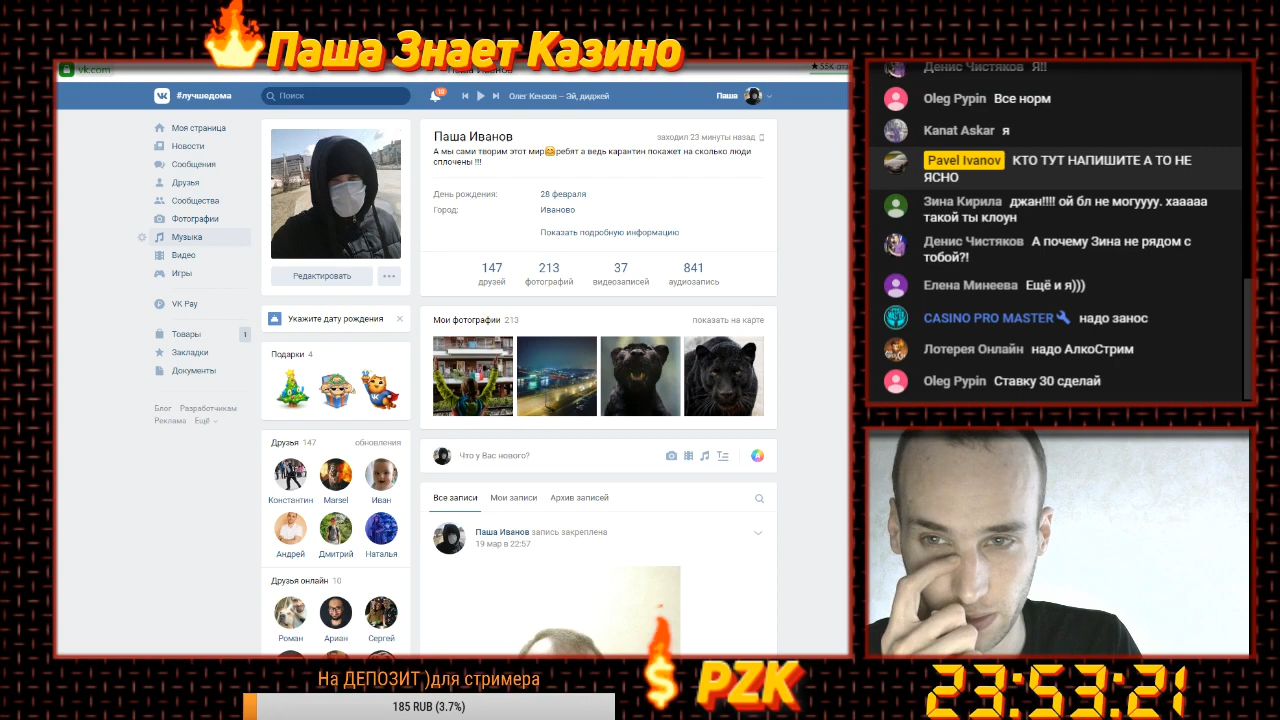 Паша Знает Казино
vk.com
Паша Иванов
#лучшедома
Поиск
10
Олег Кензов – Эй, диджей
Паша
Моя страница
Новости
Сообщения
Друзья
Сообщества
Фотографии
Музыка
Видео
Игры
VK Pay
Товары 1
Закладки
Документы
Блог Разработчикам
Реклама Ещё
Редактировать
Укажите дату рождения
Подарки 4
Друзья 147 обновления
Константин Marsel Иван
Андрей Дмитрий Наталья
Друзья онлайн 10
Роман Ариан Сергей
Паша Иванов
заходил 23 минуты назад
А мы сами творим этот мир🤗ребят а ведь карантин покажет на сколько люди
сплочены !!!
День рождения: 28 февраля
Город: Иваново
Показать подробную информацию
147 213 37 841
друзей фотографий видеозаписей аудиозапись
Мои фотографии 213 показать на карте
Что у Вас нового?
Все записи Мои записи Архив записей
Паша Иванов запись закреплена
19 мар в 22:57
Денис Чистяков Я!!
Oleg Pypin Все норм
Kanat Askar я
Pavel Ivanov КТО ТУТ НАПИШИТЕ А ТО НЕ
ЯСНО
Зина Кирила джан!!!! ой бл не могуууу. хааааа
такой ты клоун
Денис Чистяков А почему Зина не рядом с
тобой?!
Елена Минеева Ещё и я)))
CASINO PRO MASTER надо занос
Лотерея Онлайн надо АлкоСтрим
Oleg Pypin Ставку 30 сделай
На ДЕПОЗИТ )для стримера
185 RUB (3.7%)
$ PZK
23:53:21